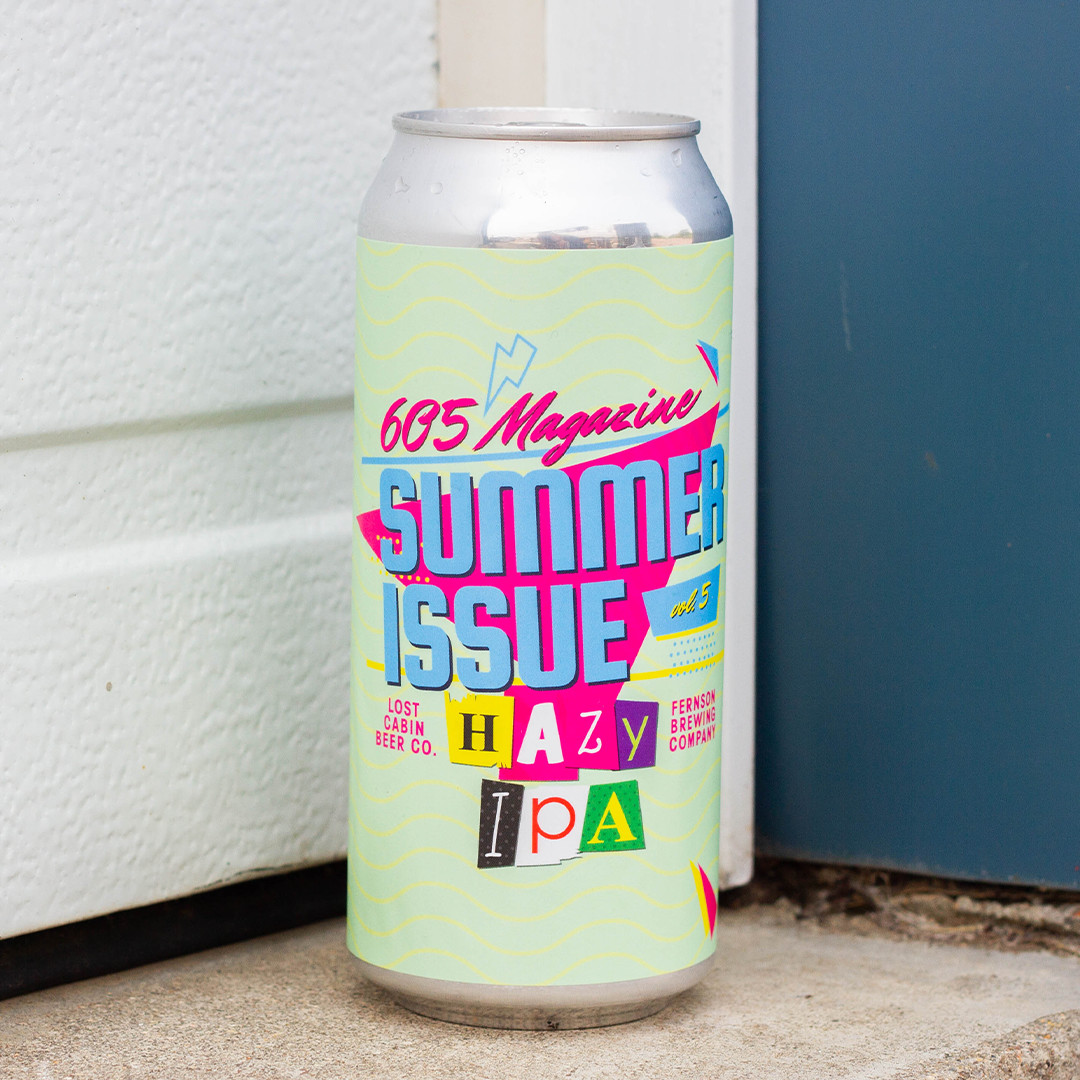 605 Magazine
SUMMER
ISSUE
vol. 5
LOST
CABIN
BEER CO.
HAZY
IPA
FERNSON
BREWING
COMPANY